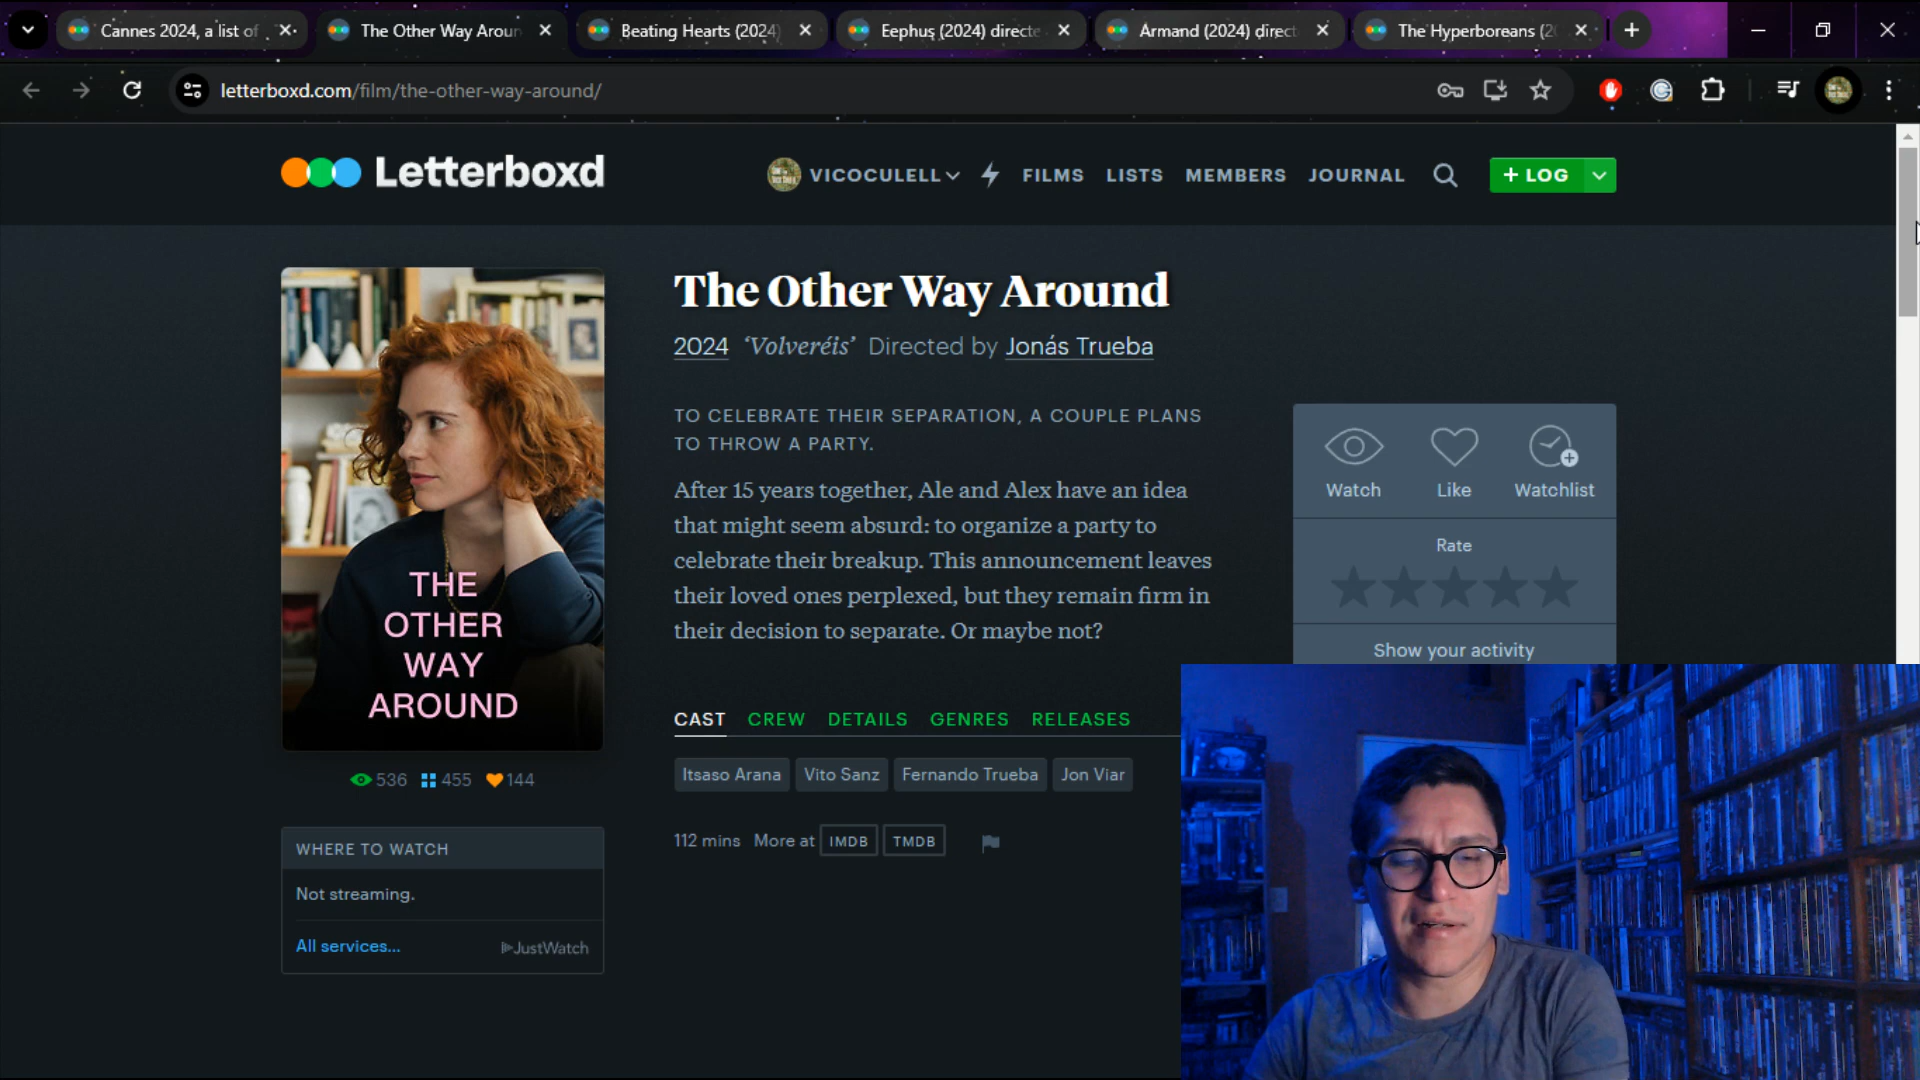 Cannes 2024, a list of
The Other Way Aroun
Beating Hearts (2024)
Eephus (2024) directe
Armand (2024) direct
The Hyperboreans (2
letterboxd.com/film/the-other-way-around/
Letterboxd
VICOCULELL
FILMS
LISTS
MEMBERS
JOURNAL
+ LOG
The Other Way Around
2024 ‘Volveréis’ Directed by Jonás Trueba
TO CELEBRATE THEIR SEPARATION, A COUPLE PLANS
TO THROW A PARTY.
After 15 years together, Ale and Alex have an idea
that might seem absurd: to organize a party to
celebrate their breakup. This announcement leaves
their loved ones perplexed, but they remain firm in
their decision to separate. Or maybe not?
Watch Like Watchlist
Rate
Show your activity
THE
OTHER
WAY
AROUND
CAST CREW DETAILS GENRES RELEASES
Itsaso Arana Vito Sanz Fernando Trueba Jon Viar
536 455 144
112 mins More at IMDB TMDB
WHERE TO WATCH
Not streaming.
All services... JustWatch